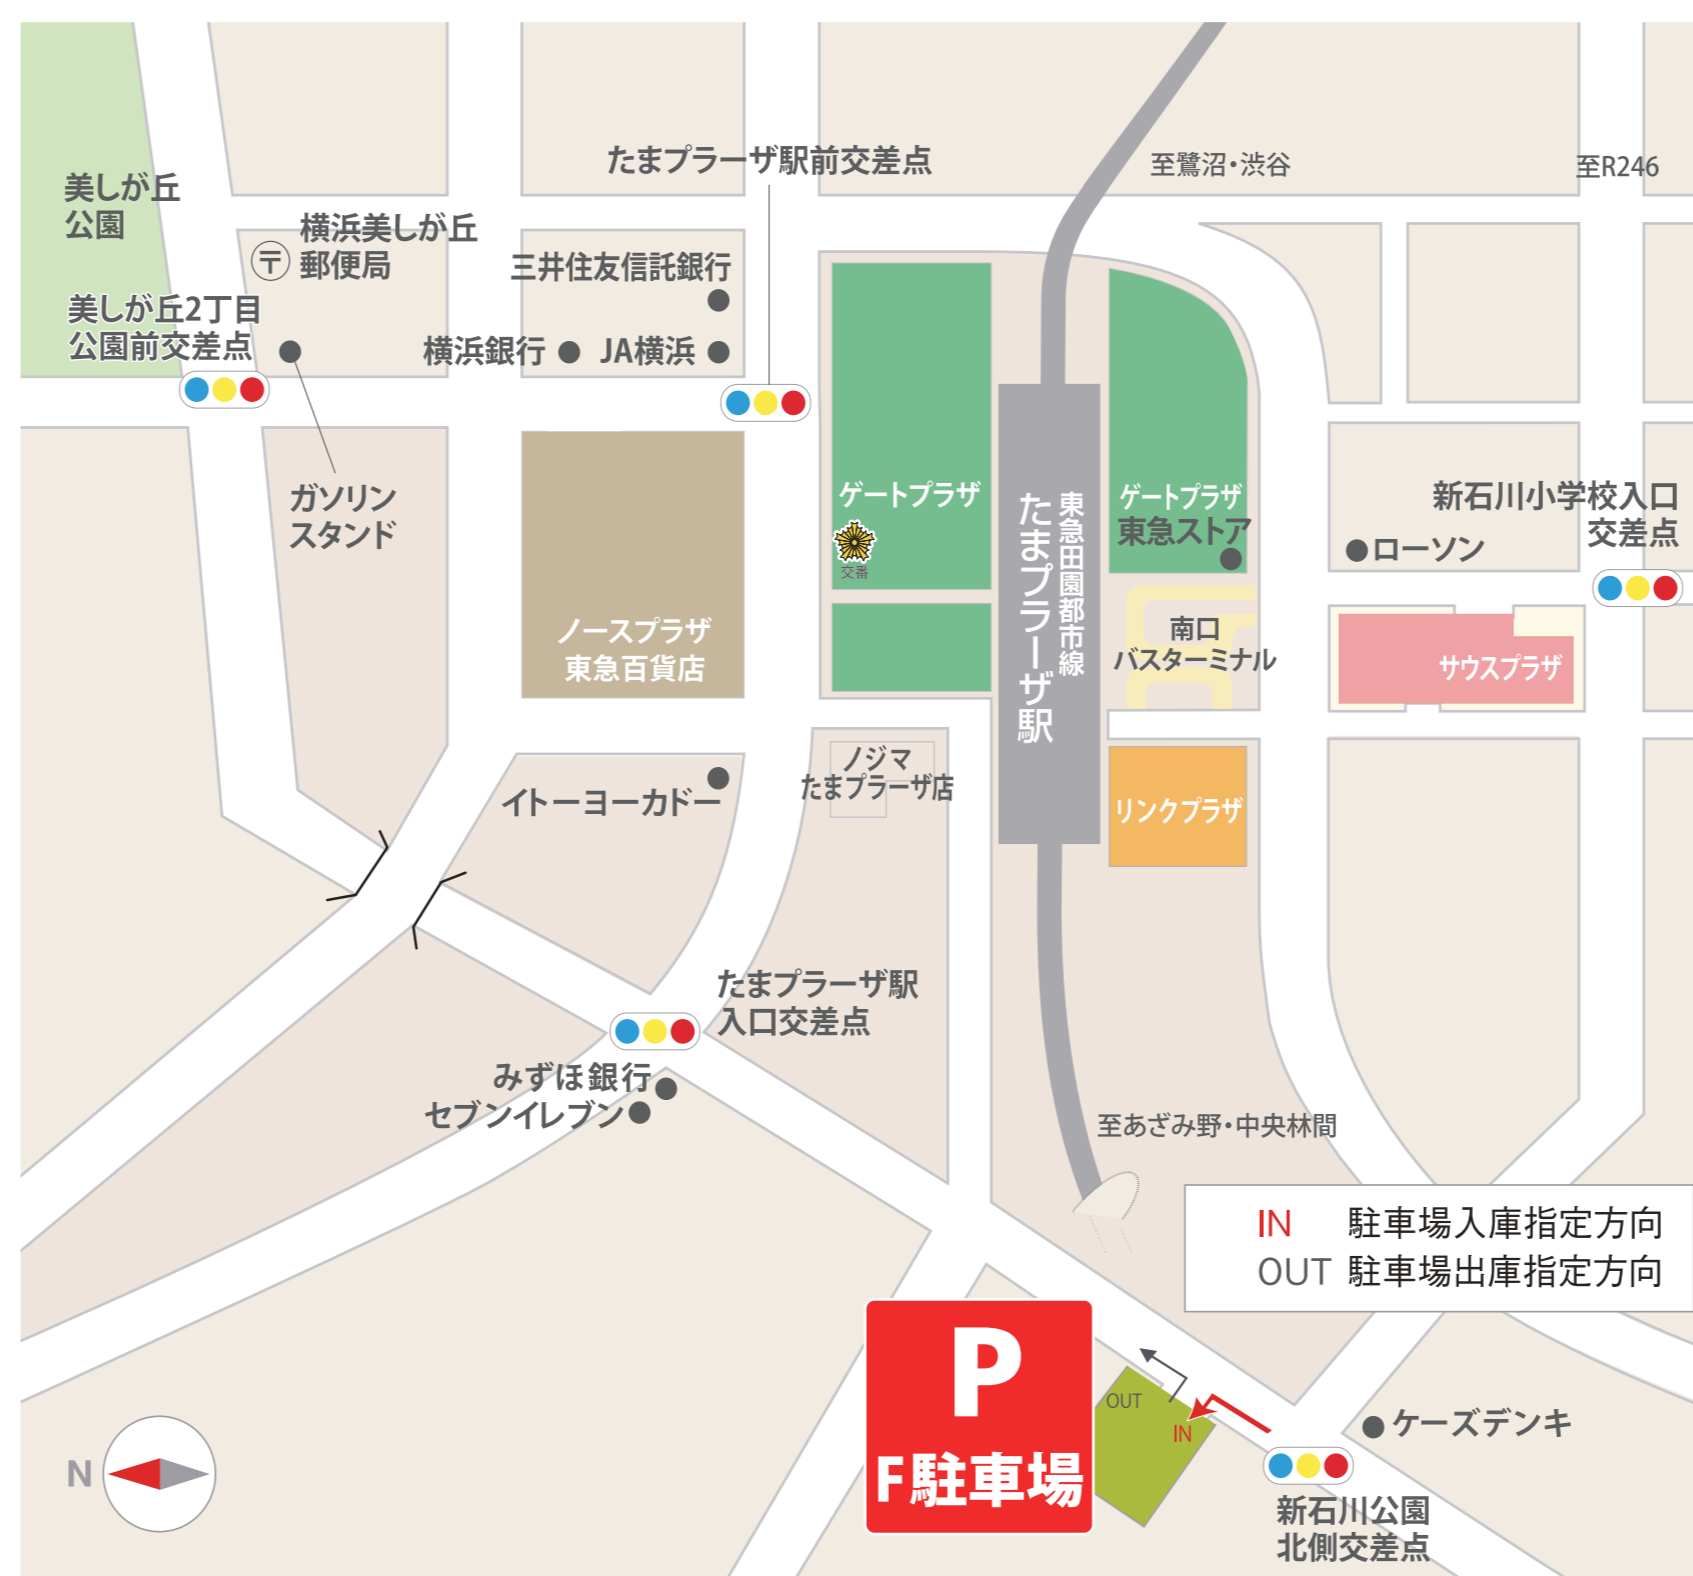 たまプラーザ駅前交差点
至鷺沼・渋谷
至R246
美しが丘
公園
横浜美しが丘
郵便局
〒
三井住友信託銀行
美しが丘2丁目
公園前交差点
横浜銀行
JA横浜
ガソリン
スタンド
ゲートプラザ
交番
東急田園都市線
たまプラーザ駅
ゲートプラザ
東急ストア
新石川小学校入口
交差点
ローソン
ノースプラザ
東急百貨店
南口
バスターミナル
サウスプラザ
ノジマ
たまプラーザ店
イトーヨーカドー
リンクプラザ
たまプラーザ駅
入口交差点
みずほ銀行
セブンイレブン
至あざみ野・中央林間
IN 駐車場入庫指定方向
OUT 駐車場出庫指定方向
P
F駐車場
OUT
IN
ケーズデンキ
新石川公園
北側交差点
N